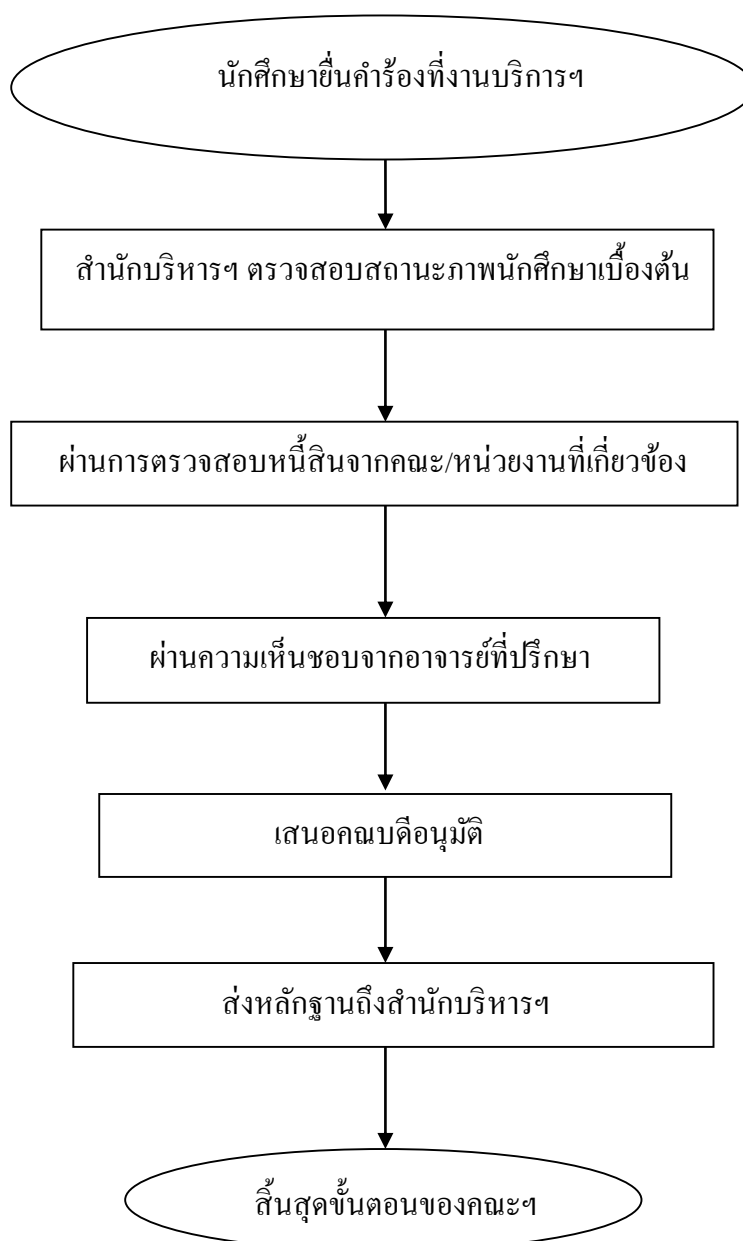 นักศึกษายื่นคำร้องที่งานบริการฯ
สำนักบริหารฯ ตรวจสอบสถานะภาพนักศึกษาเบื้องต้น
ผ่านการตรวจสอบหนี้สินจากคณะ/หน่วยงานที่เกี่ยวข้อง
ผ่านความเห็นชอบจากอาจารย์ที่ปรึกษา
เสนอคณบดีอนุมัติ
ส่งหลักฐานถึงสำนักบริหารฯ
สิ้นสุดขั้นตอนของคณะฯ